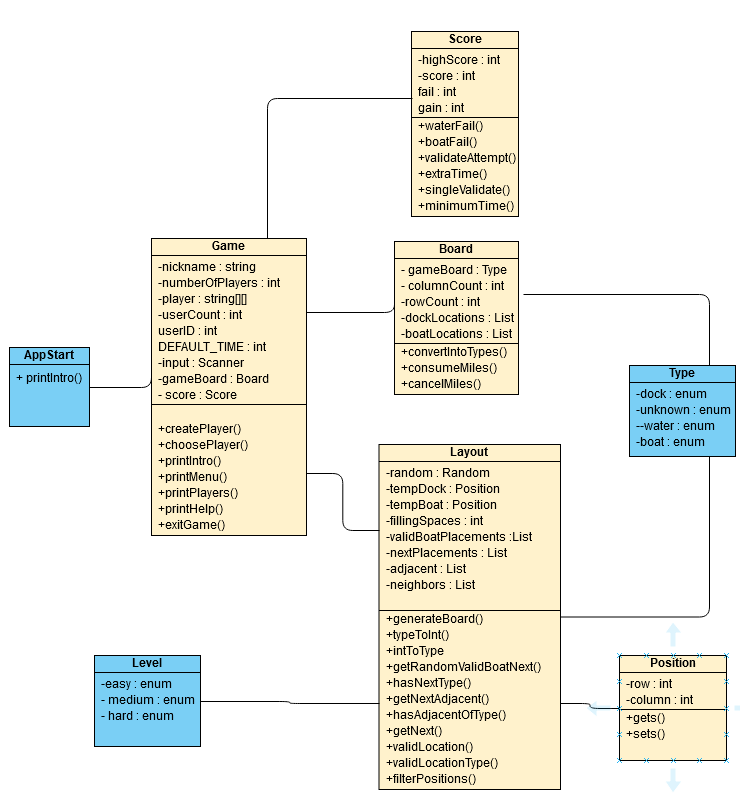 Score
-highScore : int
-score : int
fail : int
gain : int
+waterFail()
+boatFail()
+validateAttempt()
+extraTime()
+singleValidate()
+minimumTime()
Game
-nickname : string
-numberOfPlayers : int
-player : string[][]
-userCount : int
userID : int
DEFAULT_TIME : int
-input : Scanner
-gameBoard : Board
- score : Score
+createPlayer()
+choosePlayer()
+printIntro()
+printMenu()
+printPlayers()
+printHelp()
+exitGame()
Board
- gameBoard : Type
- columnCount : int
-rowCount : int
-dockLocations : List
-boatLocations : List
+convertIntoTypes()
+consumeMiles()
+cancelMiles()
AppStart
+ printIntro()
Type
-dock : enum
-unknown : enum
--water : enum
-boat : enum
Layout
-random : Random
-tempDock : Position
-tempBoat : Position
-fillingSpaces : int
-validBoatPlacements :List
-nextPlacements : List
-adjacent : List
-neighbors : List
+generateBoard()
+typeToInt()
+intToType
+getRandomValidBoatNext()
+hasNextType()
+getNextAdjacent()
+hasAdjacentOfType()
+getNext()
+validLocation()
+validLocationType()
+filterPositions()
Level
-easy : enum
- medium : enum
- hard : enum
Position
-row : int
-column : int
+gets()
+sets()